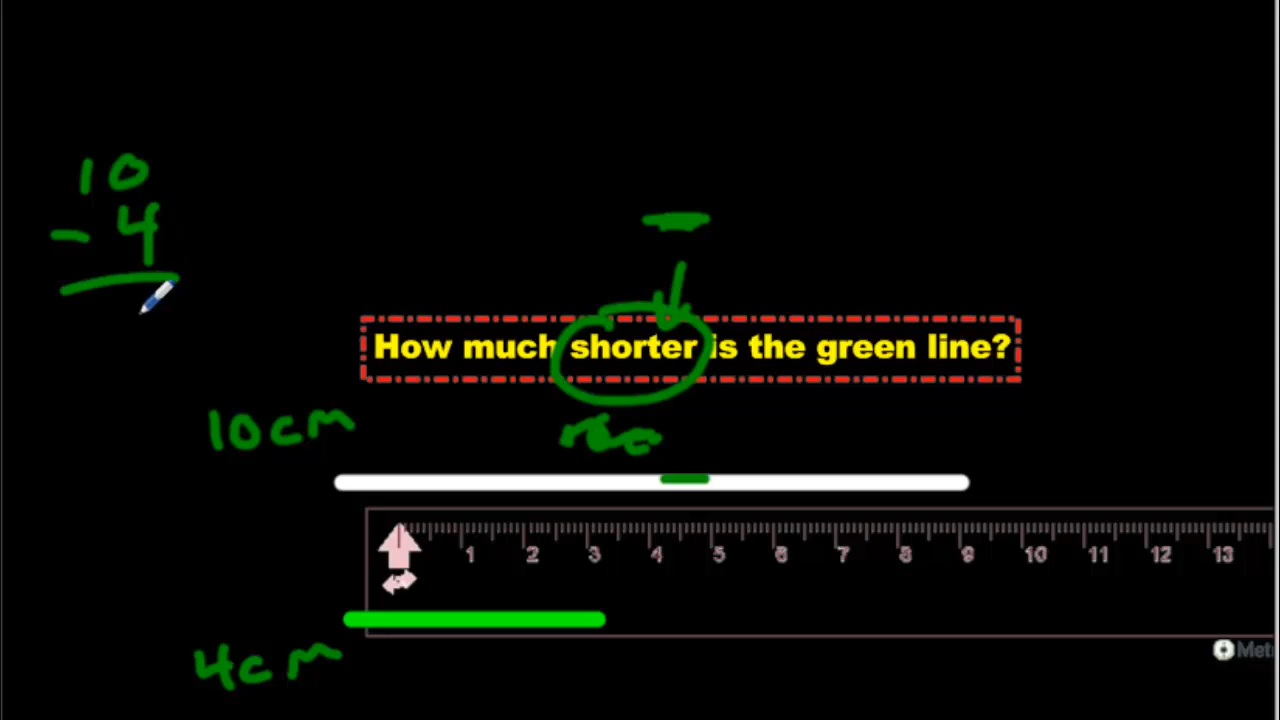 10
- 4
How much shorter is the green line?
10cm
1 2 3 4 5 6 7 8 9 10 11 12 13
4cm